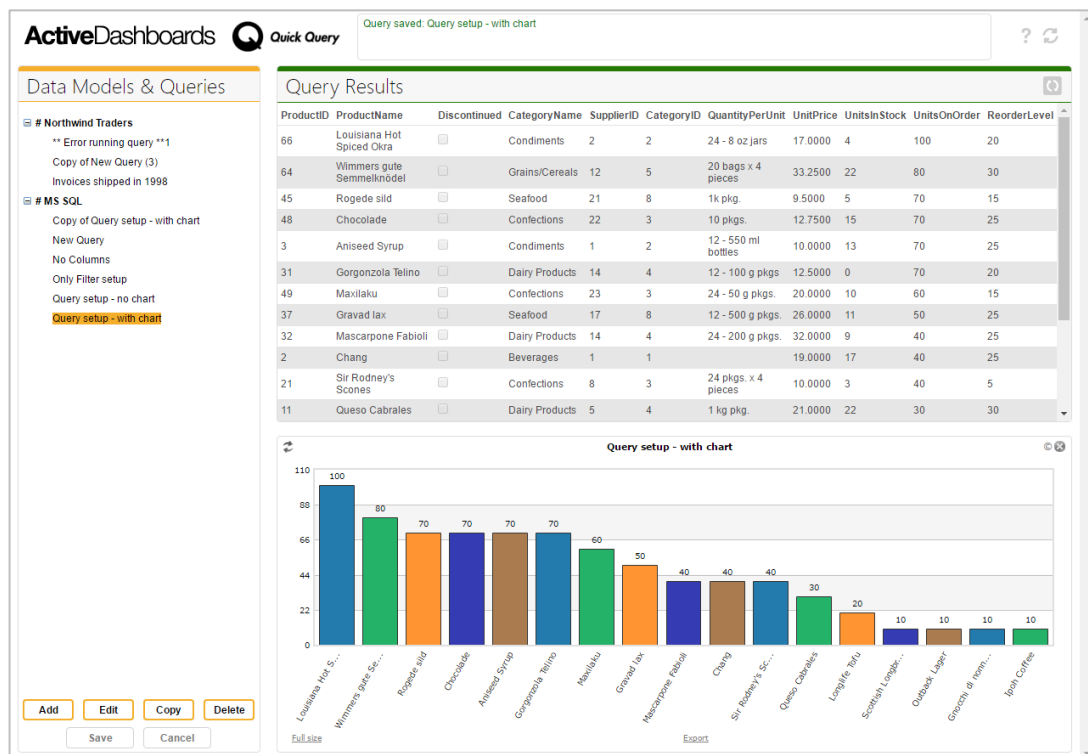 ActiveDashboards Quick Query
Query saved: Query setup - with chart
?
Data Models & Queries
# Northwind Traders
** Error running query **1
Copy of New Query (3)
Invoices shipped in 1998
# MS SQL
Copy of Query setup - with chart
New Query
No Columns
Only Filter setup
Query setup - no chart
Query setup - with chart
Add Edit Copy Delete
Save Cancel
Query Results
ProductID ProductName Discontinued CategoryName SupplierID CategoryID QuantityPerUnit UnitPrice UnitsInStock UnitsOnOrder ReorderLevel
66 Louisiana Hot Spiced Okra Condiments 2 2 24 - 8 oz jars 17.0000 4 100 20
64 Wimmers gute Semmelknödel Grains/Cereals 12 5 20 bags x 4 pieces 33.2500 22 80 30
45 Rogede sild Seafood 21 8 1k pkg. 9.5000 5 70 15
48 Chocolade Confections 22 3 10 pkgs. 12.7500 15 70 25
3 Aniseed Syrup Condiments 1 2 12 - 550 ml bottles 10.0000 13 70 25
31 Gorgonzola Telino Dairy Products 14 4 12 - 100 g pkgs 12.5000 0 70 20
49 Maxilaku Confections 23 3 24 - 50 g pkgs. 20.0000 10 60 15
37 Gravad lax Seafood 17 8 12 - 500 g pkgs. 26.0000 11 50 25
32 Mascarpone Fabioli Dairy Products 14 4 24 - 200 g pkgs. 32.0000 9 40 25
2 Chang Beverages 1 1 19.0000 17 40 25
21 Sir Rodney's Scones Confections 8 3 24 pkgs. x 4 pieces 10.0000 3 40 5
11 Queso Cabrales Dairy Products 5 4 1 kg pkg. 21.0000 22 30 30
Query setup - with chart ©
110
88
66
44
22
0
100 80 70 70 70 70 60 50 40 40 40 30 20 10 10 10 10
Louisiana Hot S...
Wimmers gute Se...
Rogede sild
Chocolade
Aniseed Syrup
Gorgonzola Telino
Maxilaku
Gravad lax
Mascarpone Fabioli
Chang
Sir Rodney's Sc...
Queso Cabrales
Longlife Tofu
Scottish Longbr...
Outback Lager
Gnocchi di nonn...
Ipoh Coffee
Full size Export